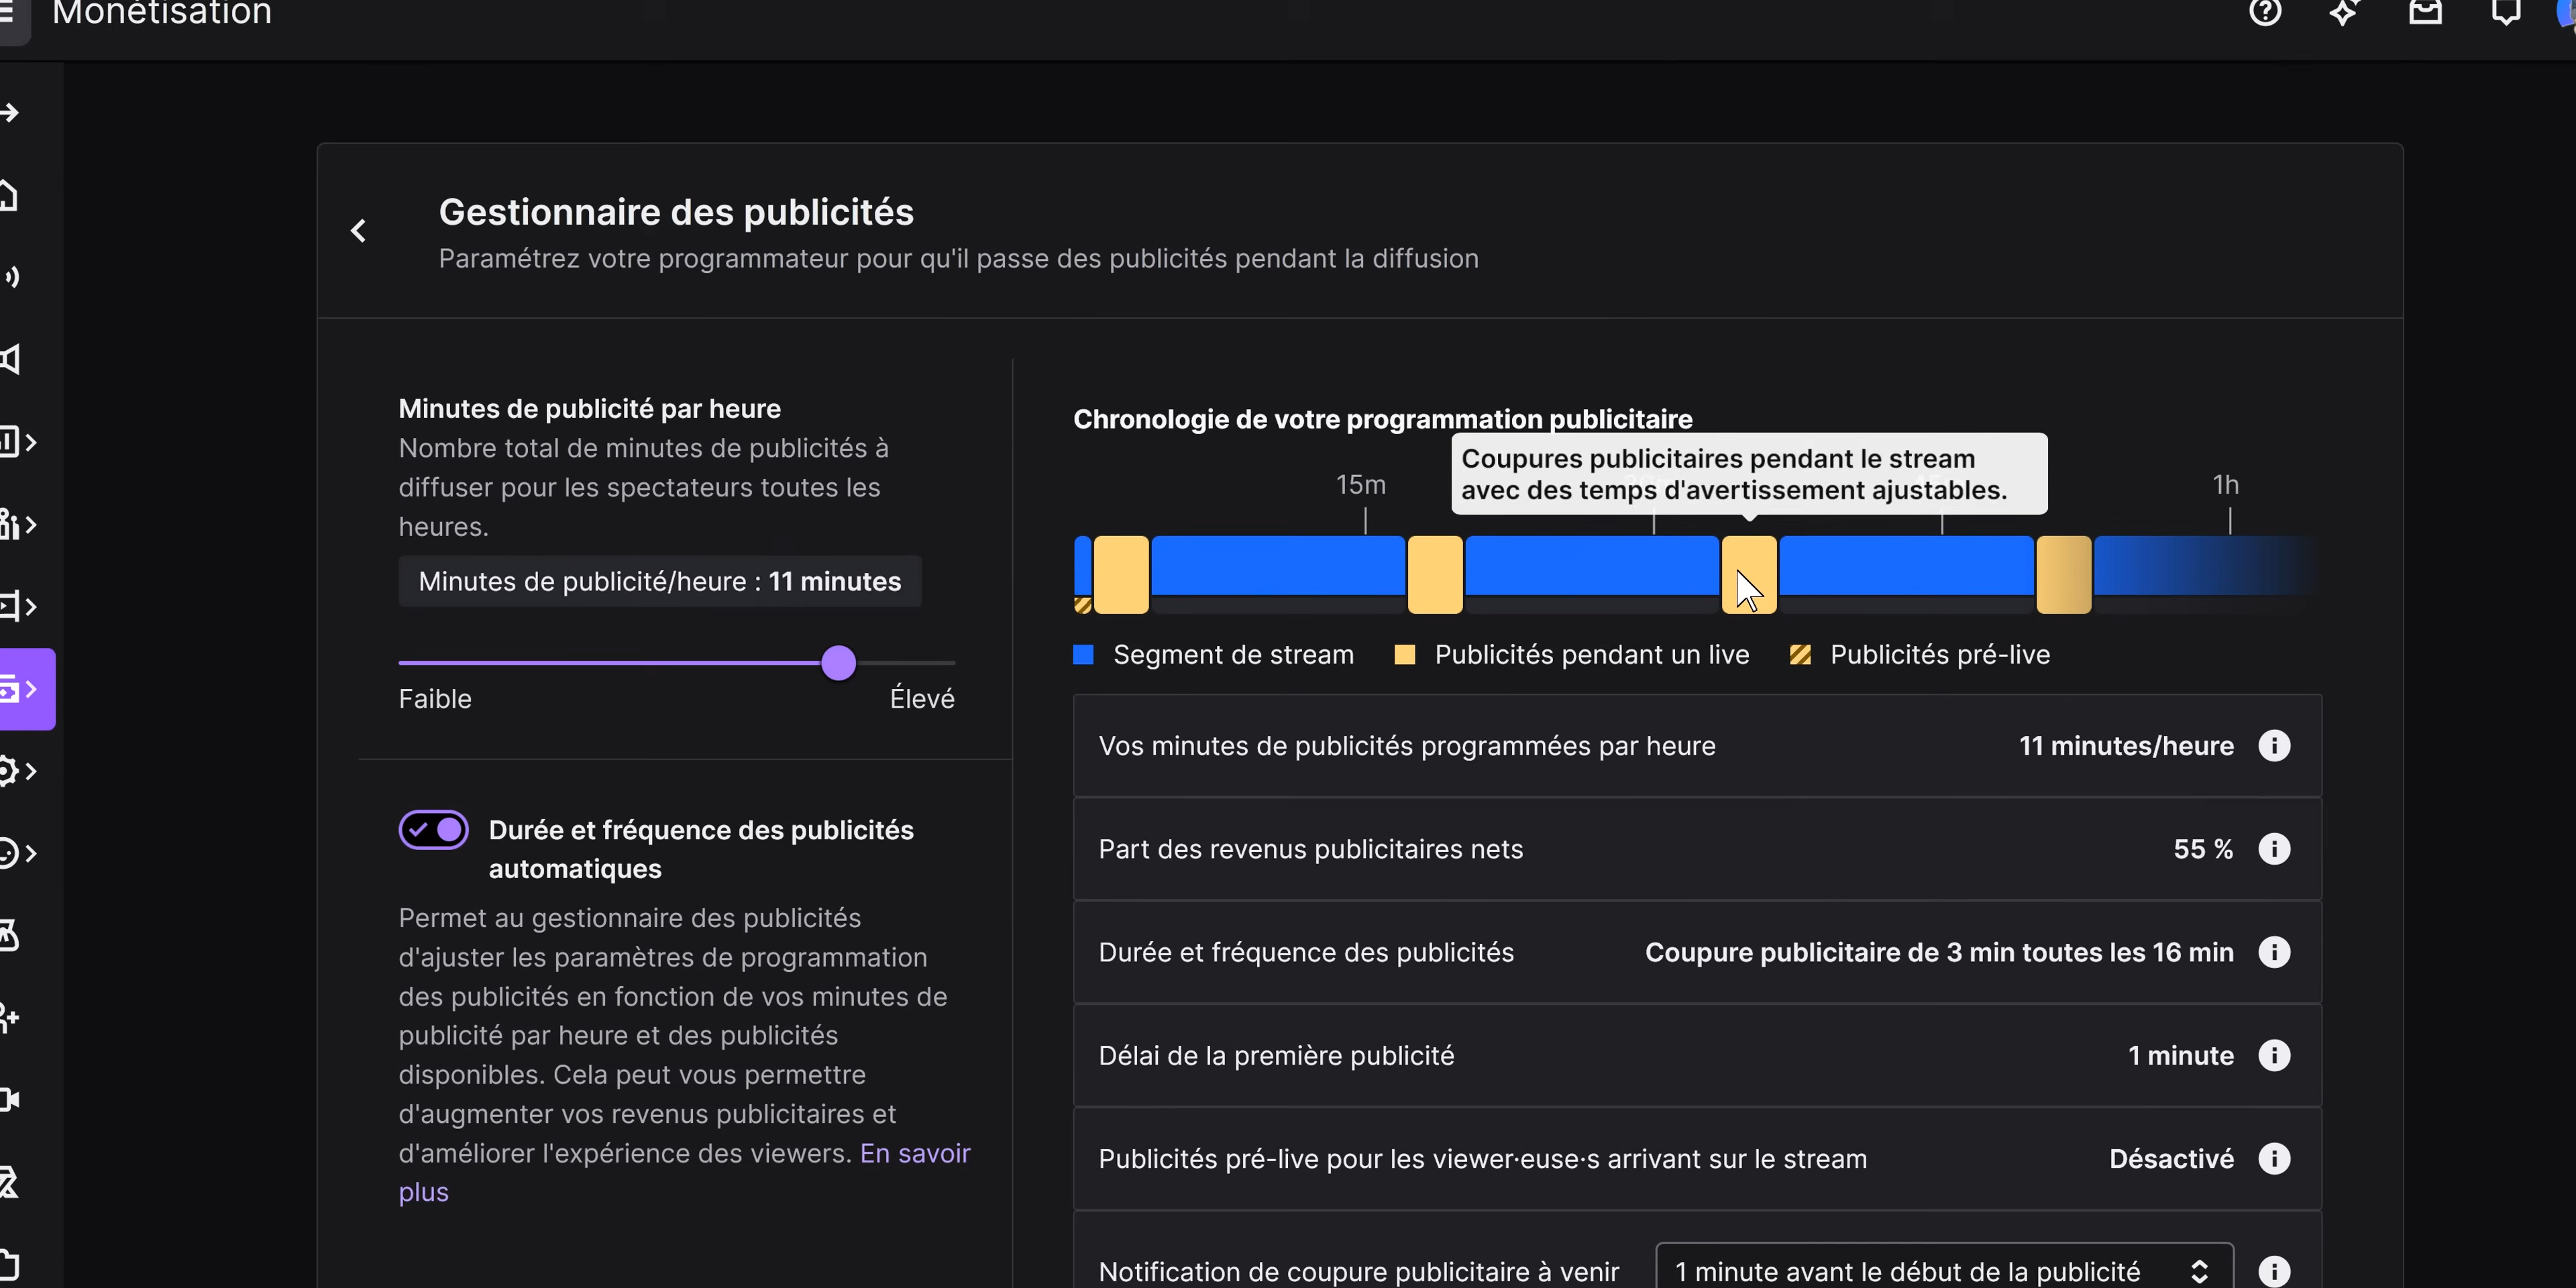 Monétisation
Gestionnaire des publicités
Paramétrez votre programmateur pour qu'il passe des publicités pendant la diffusion
Minutes de publicité par heure
Nombre total de minutes de publicités à
diffuser pour les spectateurs toutes les
heures.
Minutes de publicité/heure : 11 minutes
Faible
Élevé
Durée et fréquence des publicités
automatiques
Permet au gestionnaire des publicités
d'ajuster les paramètres de programmation
des publicités en fonction de vos minutes de
publicité par heure et des publicités
disponibles. Cela peut vous permettre
d'augmenter vos revenus publicitaires et
d'améliorer l'expérience des viewers. En savoir
plus
Chronologie de votre programmation publicitaire
Coupures publicitaires pendant le stream
avec des temps d'avertissement ajustables.
15m
1h
Segment de stream
Publicités pendant un live
Publicités pré-live
Vos minutes de publicités programmées par heure
11 minutes/heure
Part des revenus publicitaires nets
55 %
Durée et fréquence des publicités
Coupure publicitaire de 3 min toutes les 16 min
Délai de la première publicité
1 minute
Publicités pré-live pour les viewer·euse·s arrivant sur le stream
Désactivé
Notification de coupure publicitaire à venir
1 minute avant le début de la publicité